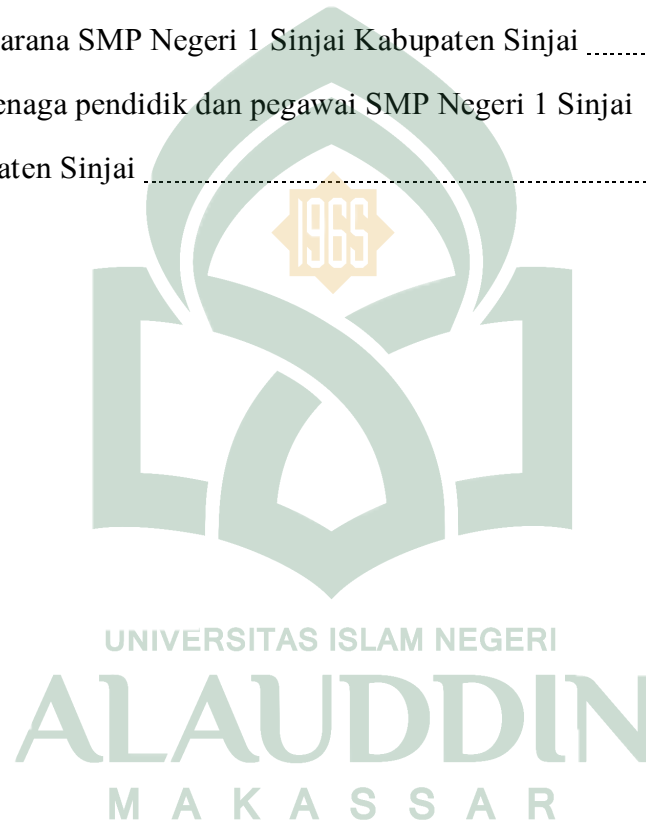 arana SMP Negeri 1 Sinjai Kabupaten Sinjai
enaga pendidik dan pegawai SMP Negeri 1 Sinjai
aten Sinjai
1965
UNIVERSITAS ISLAM NEGERI
ALAUDDIN
MAKASSAR